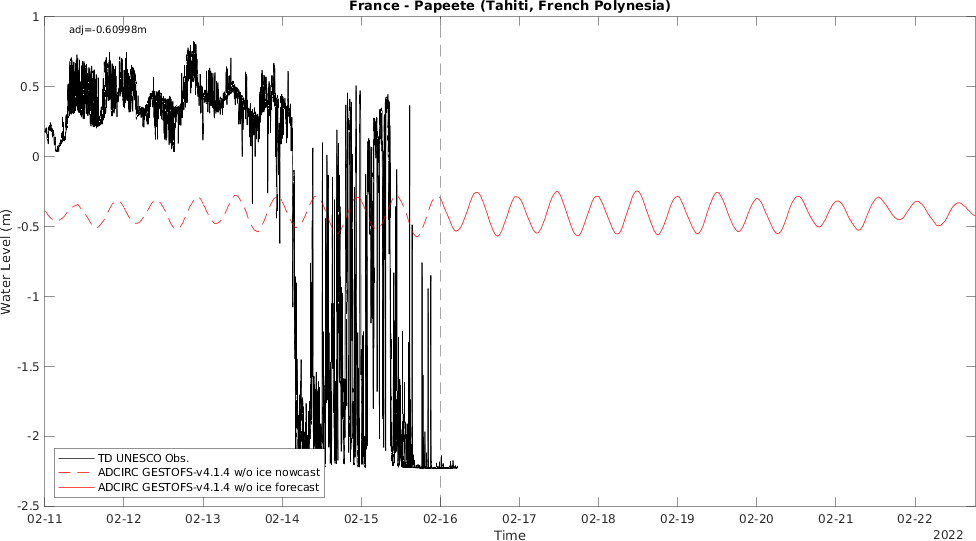 France - Papeete (Tahiti, French Polynesia)
adj=-0.60998m
1
0.5
0
-0.5
-1
-1.5
-2
-2.5
Water Level (m)
TD UNESCO Obs.
ADCIRC GESTOFS-v4.1.4 w/o ice nowcast
ADCIRC GESTOFS-v4.1.4 w/o ice forecast
02-11 02-12 02-13 02-14 02-15 02-16 02-17 02-18 02-19 02-20 02-21 02-22
Time
2022